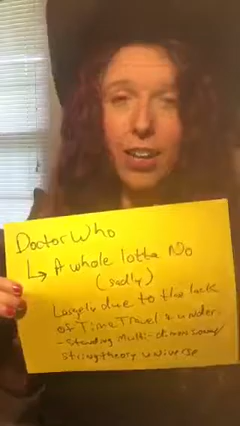 Doctor Who
↳ A whole lotta No
(sadly)
Largely due to the lack
of Time Travel & under
-standing Multi-dimensional/
string theory universe